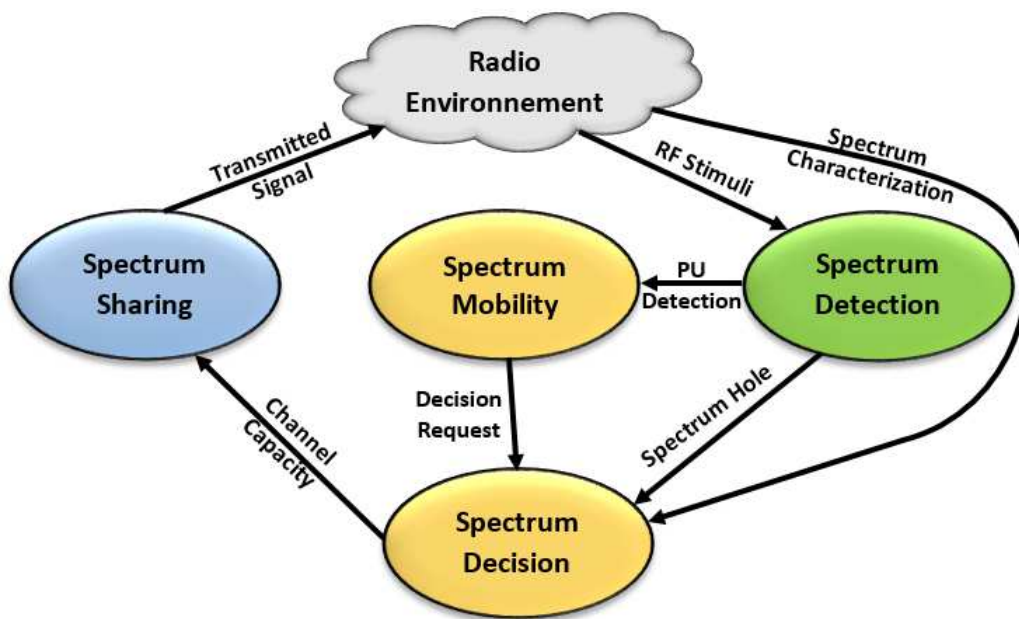 Radio
Environnement
Transmitted
Signal
RF Stimuli
Spectrum
Characterization
Spectrum
Sharing
Spectrum
Mobility
PU
Detection
Spectrum
Detection
Decision
Request
Spectrum Hole
Channel
Capacity
Spectrum
Decision